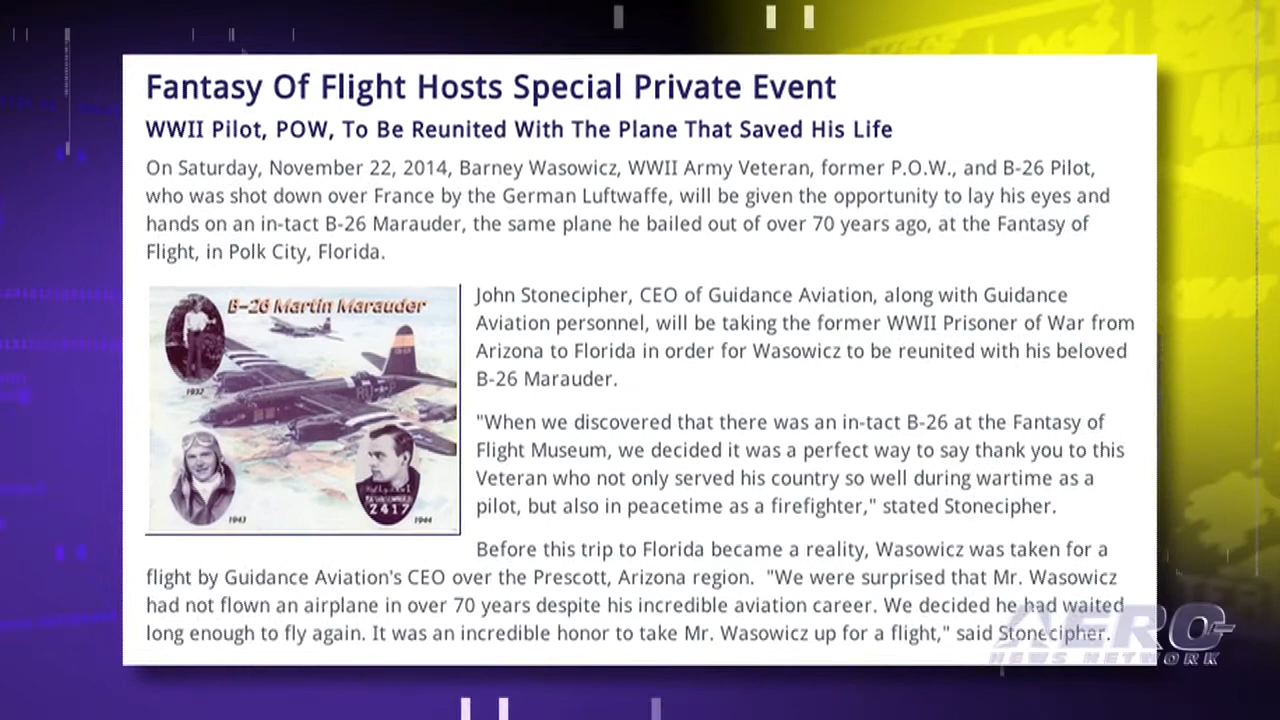 Fantasy Of Flight Hosts Special Private Event
WWII Pilot, POW, To Be Reunited With The Plane That Saved His Life
On Saturday, November 22, 2014, Barney Wasowicz, WWII Army Veteran, former P.O.W., and B-26 Pilot,
who was shot down over France by the German Luftwaffe, will be given the opportunity to lay his eyes and
hands on an in-tact B-26 Marauder, the same plane he bailed out of over 70 years ago, at the Fantasy of
Flight, in Polk City, Florida.
B-26 Martin Marauder
1932
1943
2417
1944
John Stonecipher, CEO of Guidance Aviation, along with Guidance
Aviation personnel, will be taking the former WWII Prisoner of War from
Arizona to Florida in order for Wasowicz to be reunited with his beloved
B-26 Marauder.
"When we discovered that there was an in-tact B-26 at the Fantasy of
Flight Museum, we decided it was a perfect way to say thank you to this
Veteran who not only served his country so well during wartime as a
pilot, but also in peacetime as a firefighter," stated Stonecipher.
Before this trip to Florida became a reality, Wasowicz was taken for a
flight by Guidance Aviation's CEO over the Prescott, Arizona region.  "We were surprised that Mr. Wasowicz
had not flown an airplane in over 70 years despite his incredible aviation career. We decided he had waited
long enough to fly again. It was an incredible honor to take Mr. Wasowicz up for a flight," said Stonecipher.
AERO
NEWS NETWORK